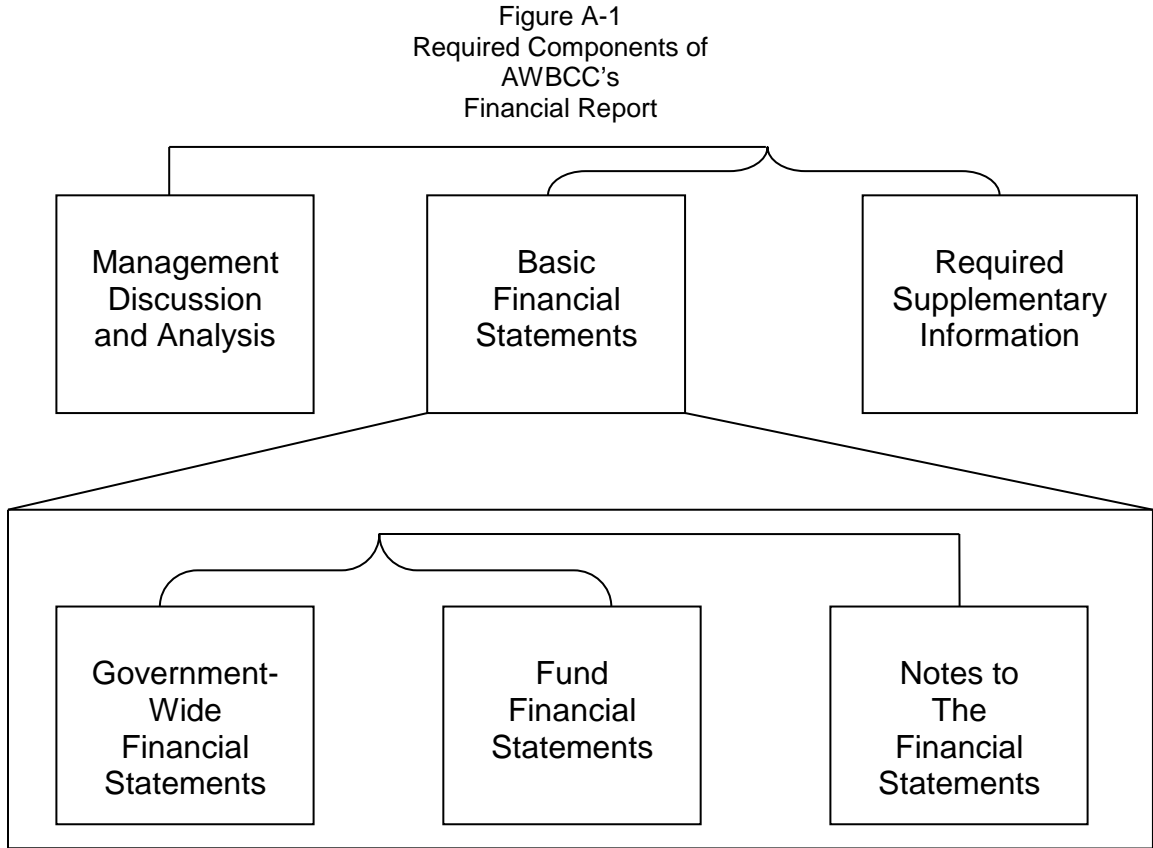 Figure A-1
Required Components of
AWBCC's
Financial Report
Management
Discussion
and Analysis
Basic
Financial
Statements
Required
Supplementary
Information
Government-
Wide
Financial
Statements
Fund
Financial
Statements
Notes to
The
Financial
Statements